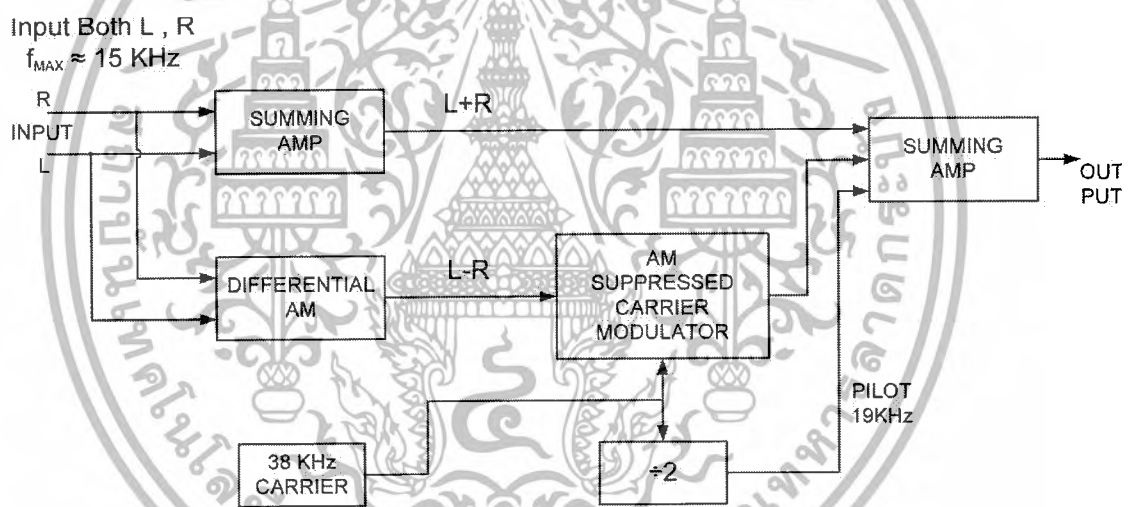 Input Both L , R
fMAX ≈ 15 KHz
R
INPUT
L
SUMMING
AMP
L+R
SUMMING
AMP
OUT
PUT
DIFFERENTIAL
AM
L-R
AM
SUPPRESSED
CARRIER
MODULATOR
PILOT
19KHz
38 KHz
CARRIER
÷2